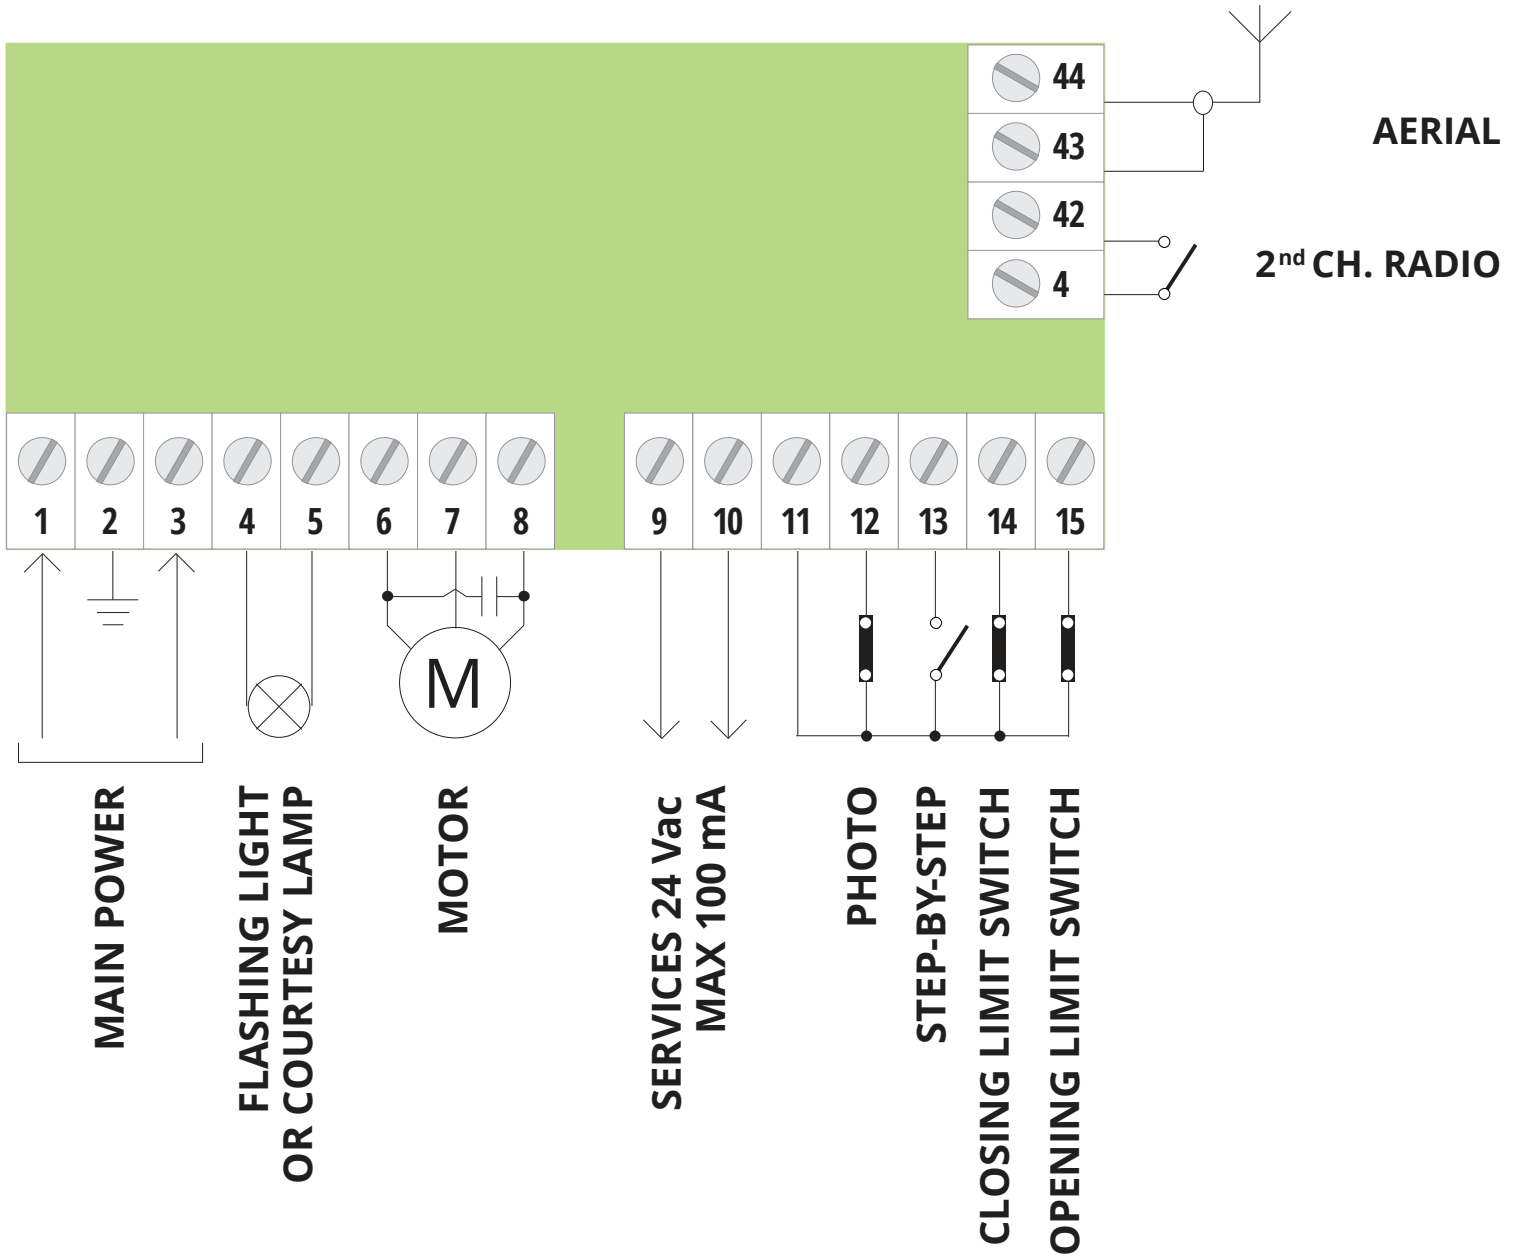 44
43
42
4
AERIAL
2nd CH. RADIO
1 2 3 4 5 6 7 8 9 10 11 12 13 14 15
M
MAIN POWER
FLASHING LIGHT
OR COURTESY LAMP
MOTOR
SERVICES 24 Vac
MAX 100 mA
PHOTO
STEP-BY-STEP
CLOSING LIMIT SWITCH
OPENING LIMIT SWITCH